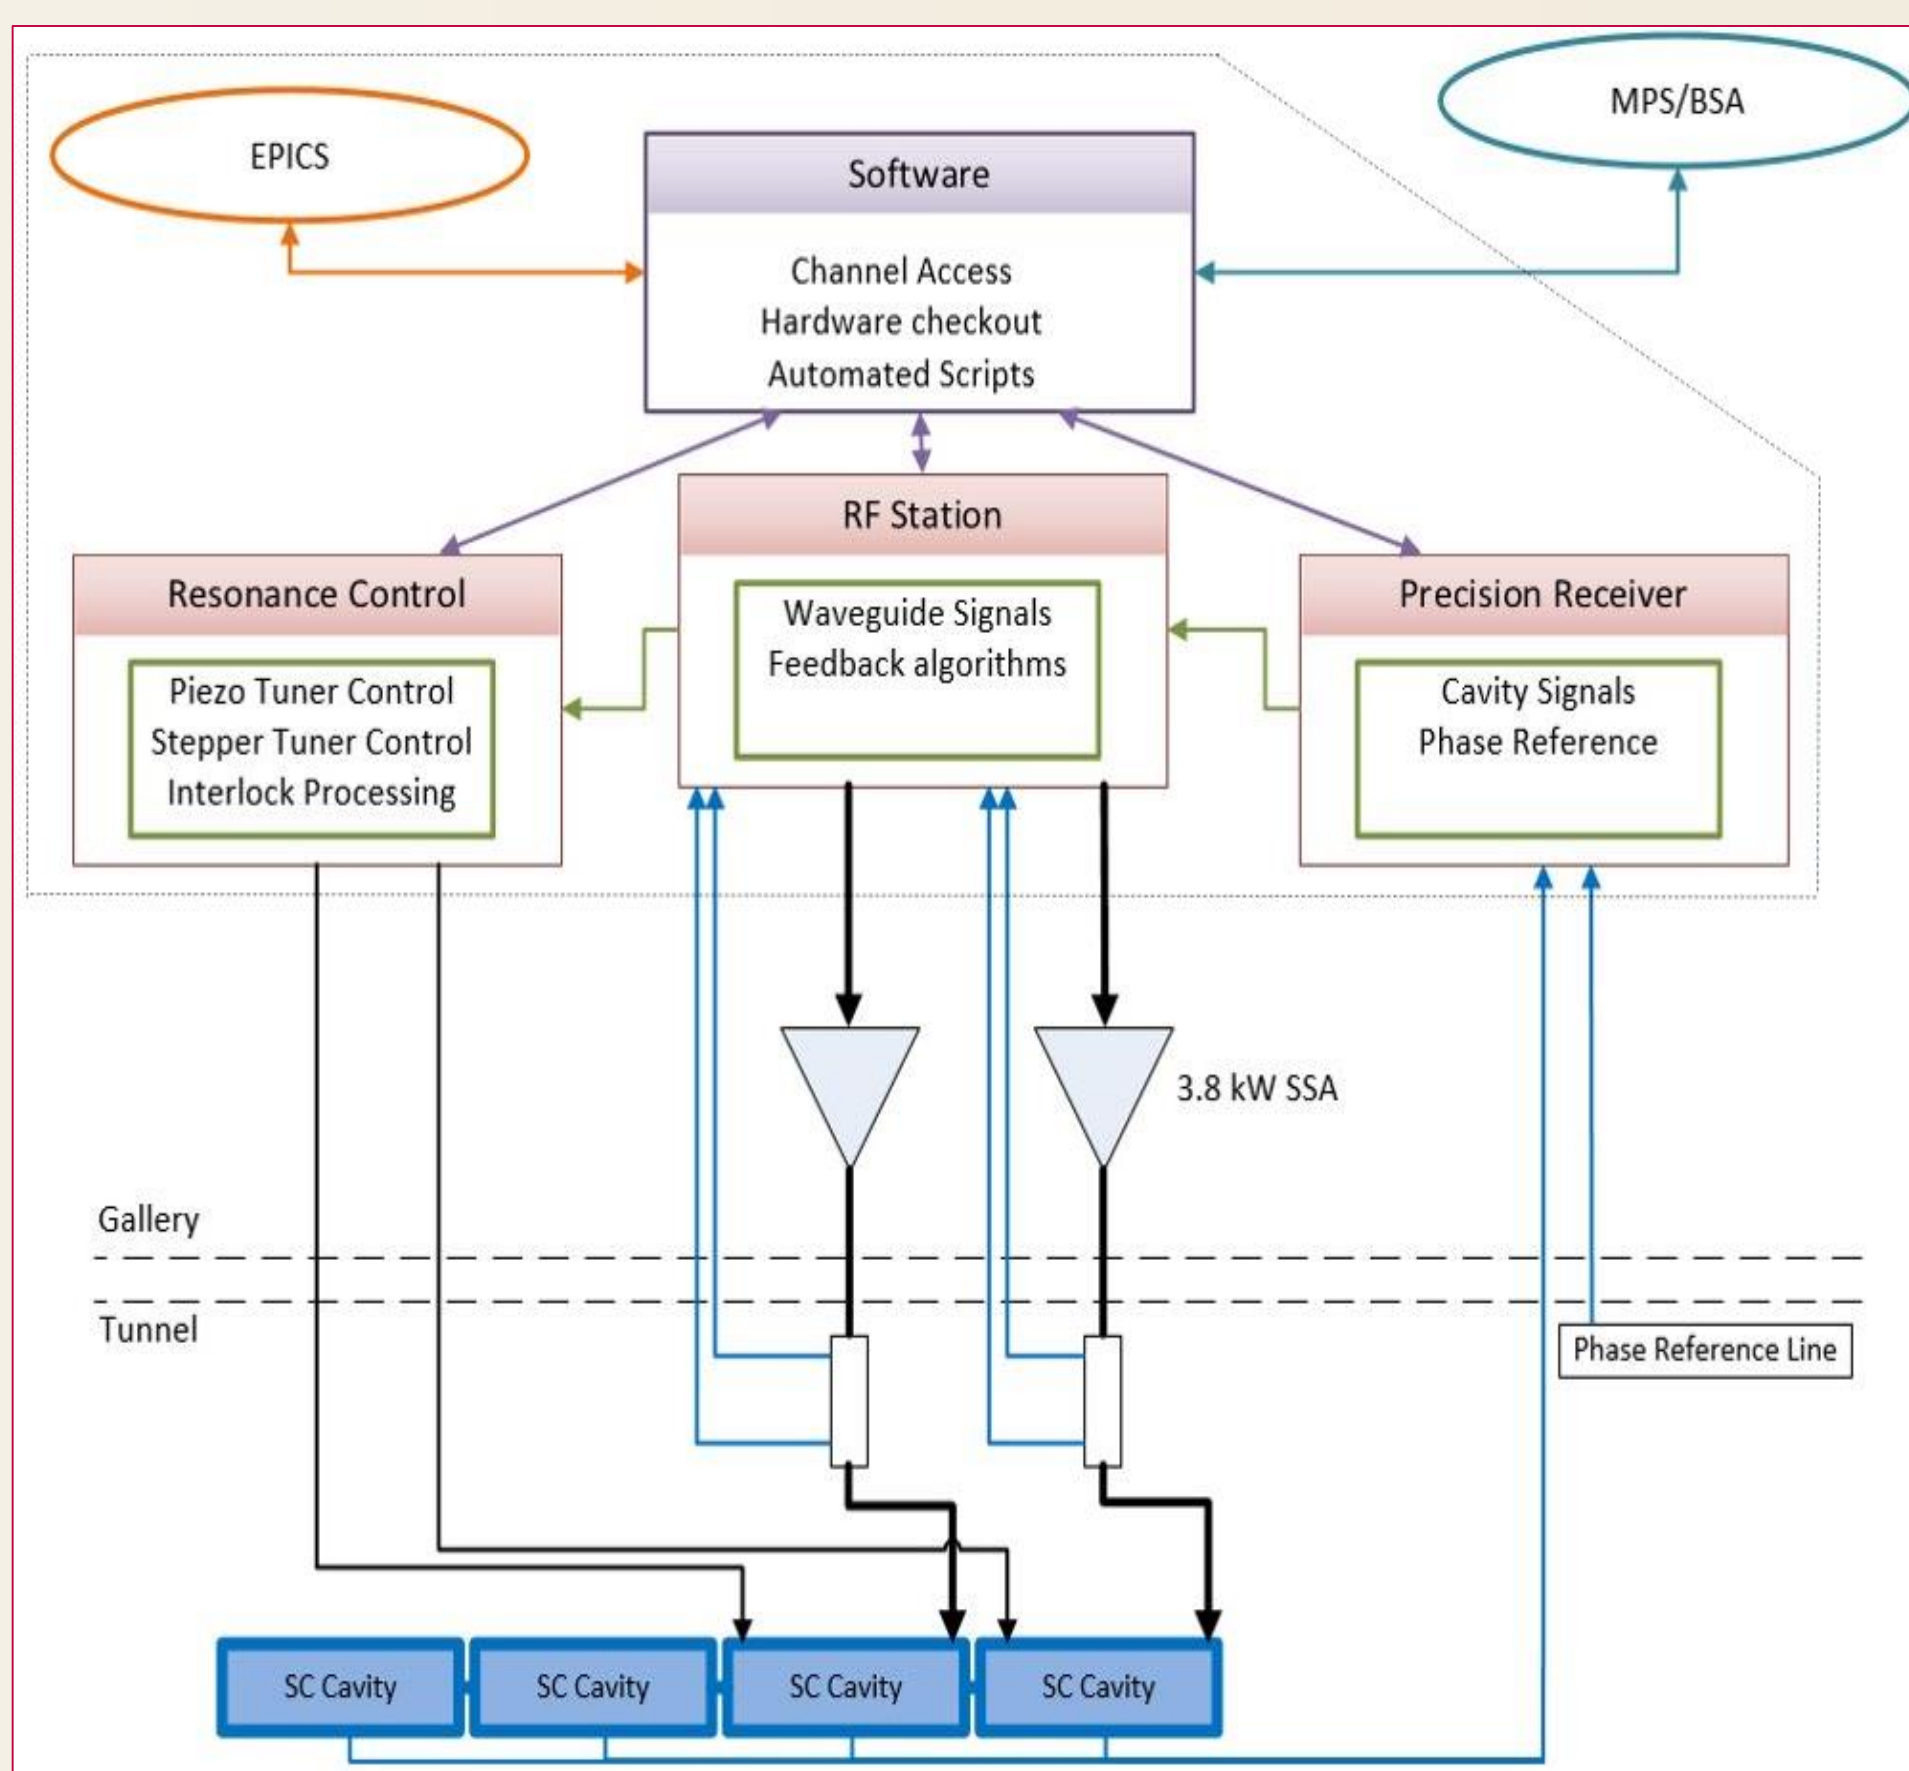 MPS/BSA
EPICS
Software
Channel Access
Hardware checkout
Automated Scripts
RF Station
Waveguide Signals
Feedback algorithms
Resonance Control
Piezo Tuner Control
Stepper Tuner Control
Interlock Processing
Precision Receiver
Cavity Signals
Phase Reference
3.8 kW SSA
Gallery
Tunnel
Phase Reference Line
SC Cavity
SC Cavity
SC Cavity
SC Cavity